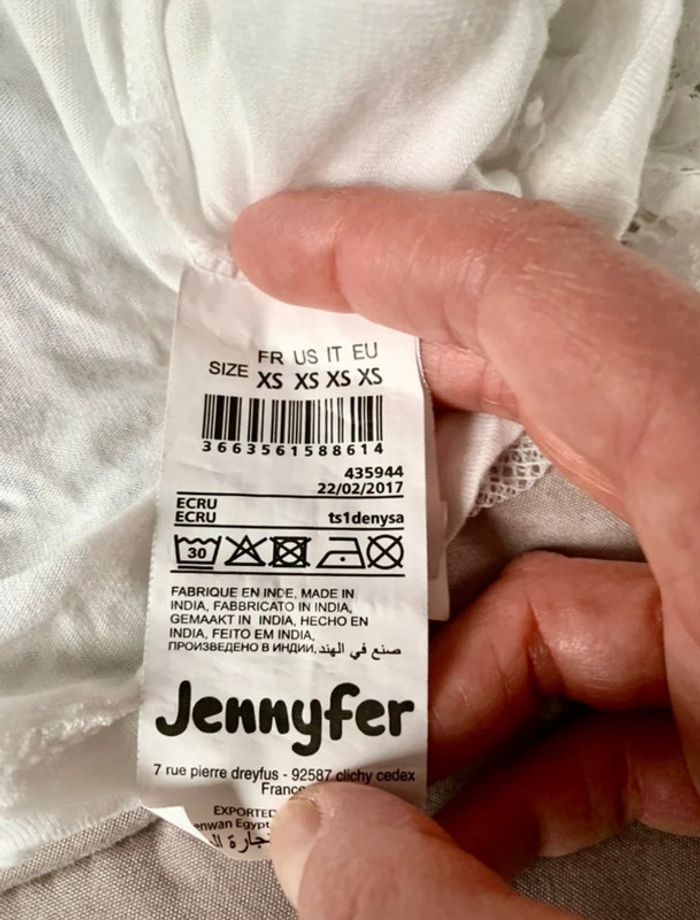 FR US IT EU
SIZE XS XS XS XS
3663561588614
435944
22/02/2017
ECRU
ECRU ts1denysa
30
FABRIQUE EN INDE, MADE IN
INDIA, FABBRICATO IN INDIA,
GEMAAKT IN INDIA, HECHO EN
INDIA, FEITO EM INDIA,
ПРОИЗВЕДЕНО В ИНДИИ, صنع في الهند
Jennyfer
7 rue pierre dreyfus - 92587 clichy cedex
France
EXPORTED
Egypt